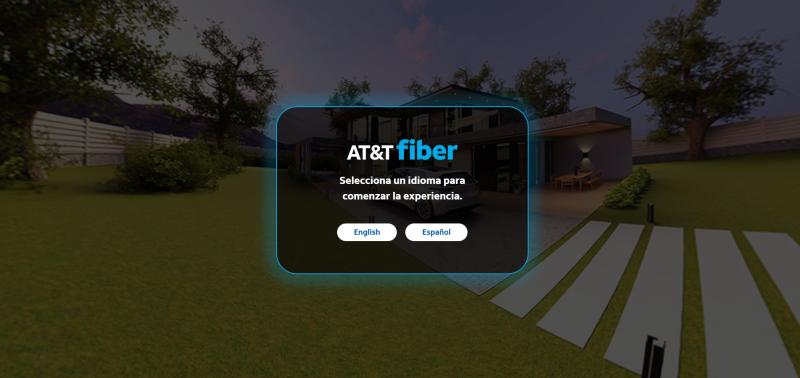 AT&T fiber
Selecciona un idioma para
comenzar la experiencia.
English Español